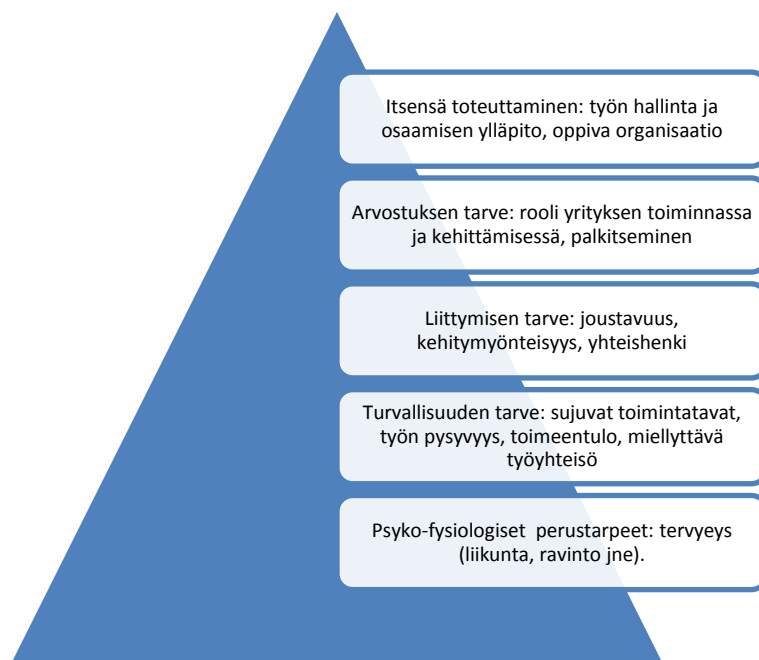 Itsensä toteuttaminen: työn hallinta ja
osaamisen ylläpito, oppiva organisaatio
Arvostuksen tarve: rooli yrityksen toiminnassa
ja kehittämisessä, palkitseminen
Liittymisen tarve: joustavuus,
kehitymyönteisyys, yhteishenki
Turvallisuuden tarve: sujuvat toimintatavat,
työn pysyvyys, toimeentulo, miellyttävä
työyhteisö
Psyko-fysiologiset perustarpeet: tervyeys
(liikunta, ravinto jne).